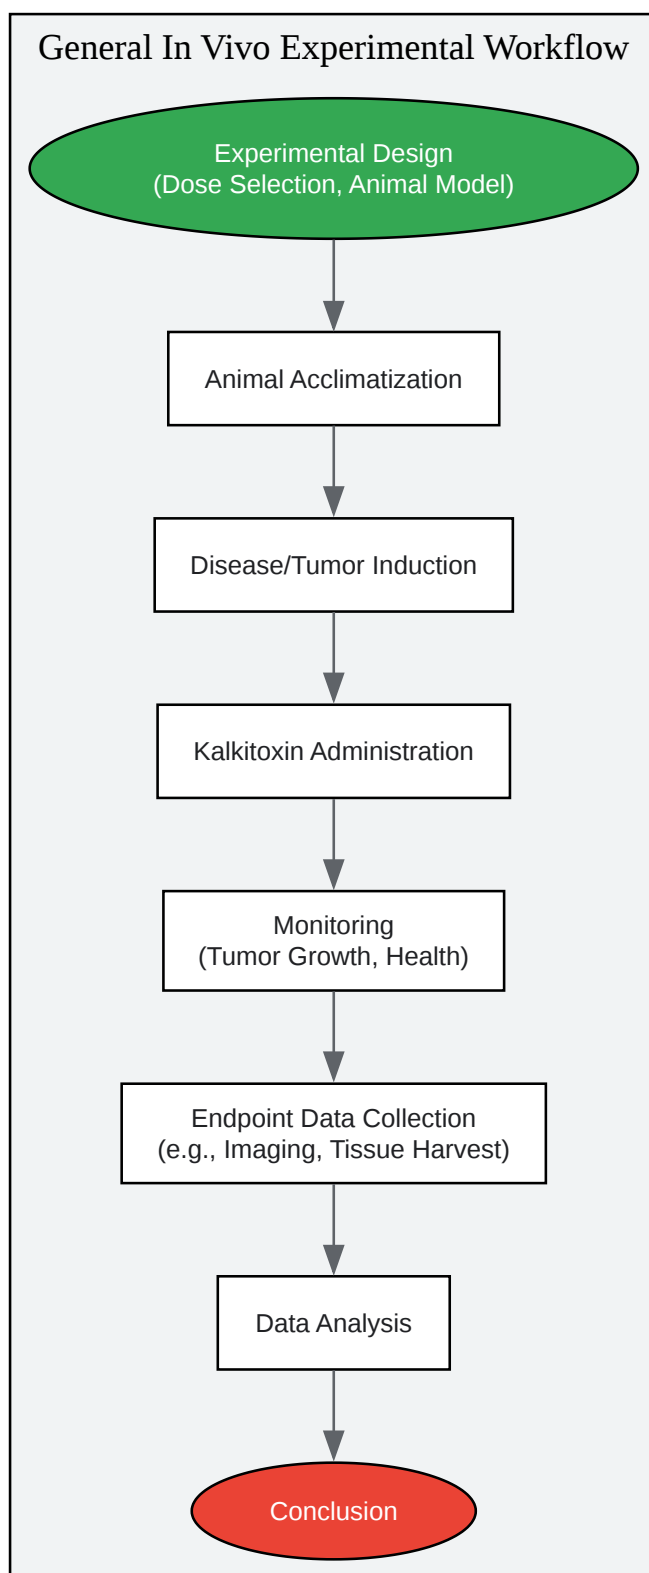 General In Vivo Experimental Workflow
Experimental Design
(Dose Selection, Animal Model)
Animal Acclimatization
Disease/Tumor Induction
Kalkitoxin Administration
Monitoring
(Tumor Growth, Health)
Endpoint Data Collection
(e.g., Imaging, Tissue Harvest)
Data Analysis
Conclusion